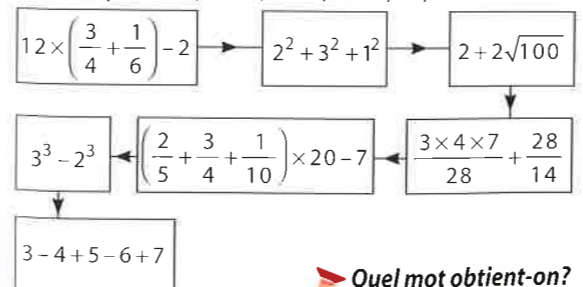 12 × (3/4 + 1/6) – 2
2² + 3² + 1²
2 + 2√100
(3 × 4 × 7)/28 + 28/14
(2/5 + 3/4 + 1/10) × 20 – 7
3³ – 2³
3 – 4 + 5 – 6 + 7
Quel mot obtient-on?